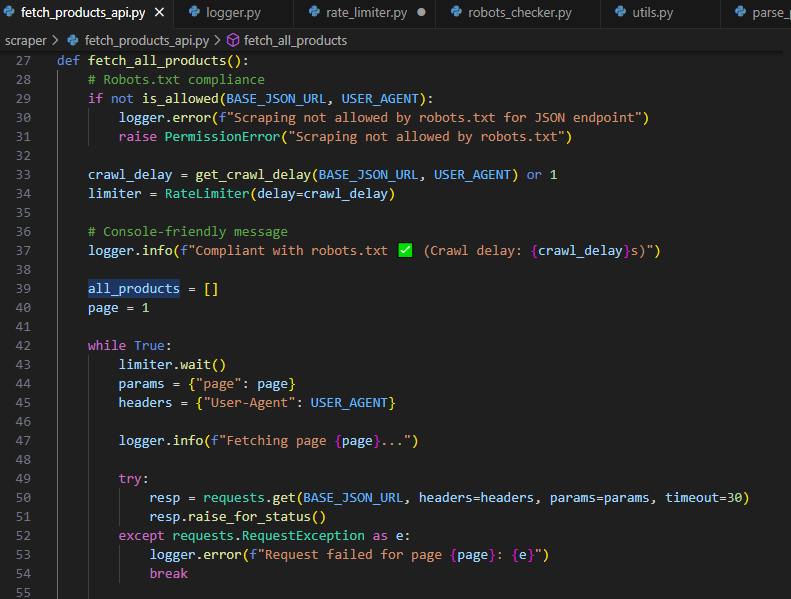 fetch_products_api.py × logger.py rate_limiter.py ● robots_checker.py utils.py parse_
scraper > fetch_products_api.py > fetch_all_products
27 def fetch_all_products():
28     # Robots.txt compliance
29     if not is_allowed(BASE_JSON_URL, USER_AGENT):
30         logger.error(f"Scraping not allowed by robots.txt for JSON endpoint")
31         raise PermissionError("Scraping not allowed by robots.txt")
32
33     crawl_delay = get_crawl_delay(BASE_JSON_URL, USER_AGENT) or 1
34     limiter = RateLimiter(delay=crawl_delay)
35
36     # Console-friendly message
37     logger.info(f"Compliant with robots.txt ✅ (Crawl delay: {crawl_delay}s)")
38
39     all_products = []
40     page = 1
41
42     while True:
43         limiter.wait()
44         params = {"page": page}
45         headers = {"User-Agent": USER_AGENT}
46
47         logger.info(f"Fetching page {page}...")
48
49         try:
50             resp = requests.get(BASE_JSON_URL, headers=headers, params=params, timeout=30)
51             resp.raise_for_status()
52         except requests.RequestException as e:
53             logger.error(f"Request failed for page {page}: {e}")
54             break
55